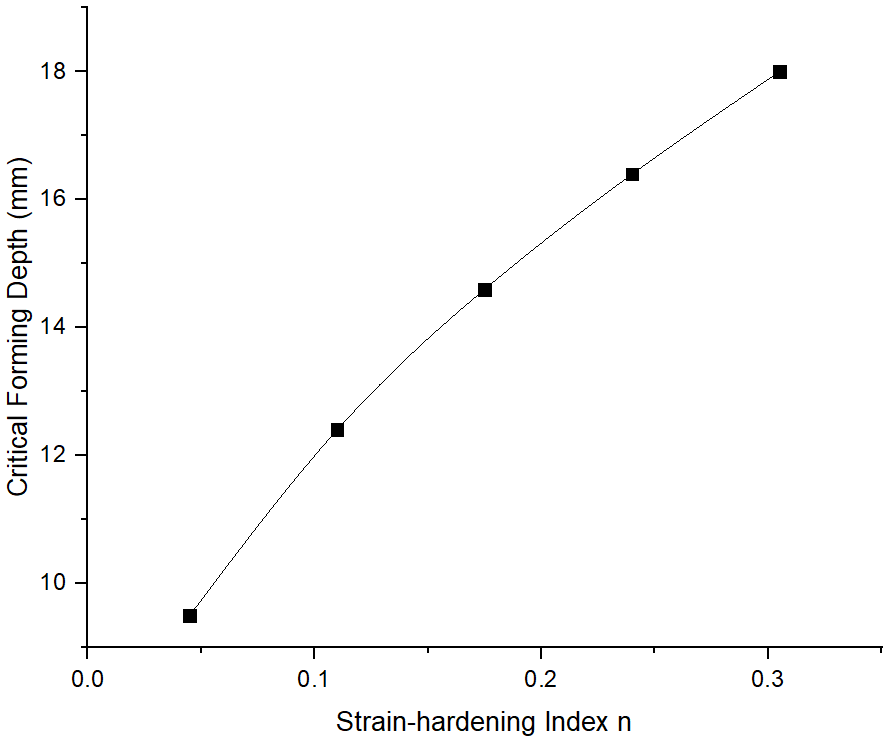 Critical Forming Depth (mm)
18
16
14
12
10
0.0 0.1 0.2 0.3
Strain-hardening Index n